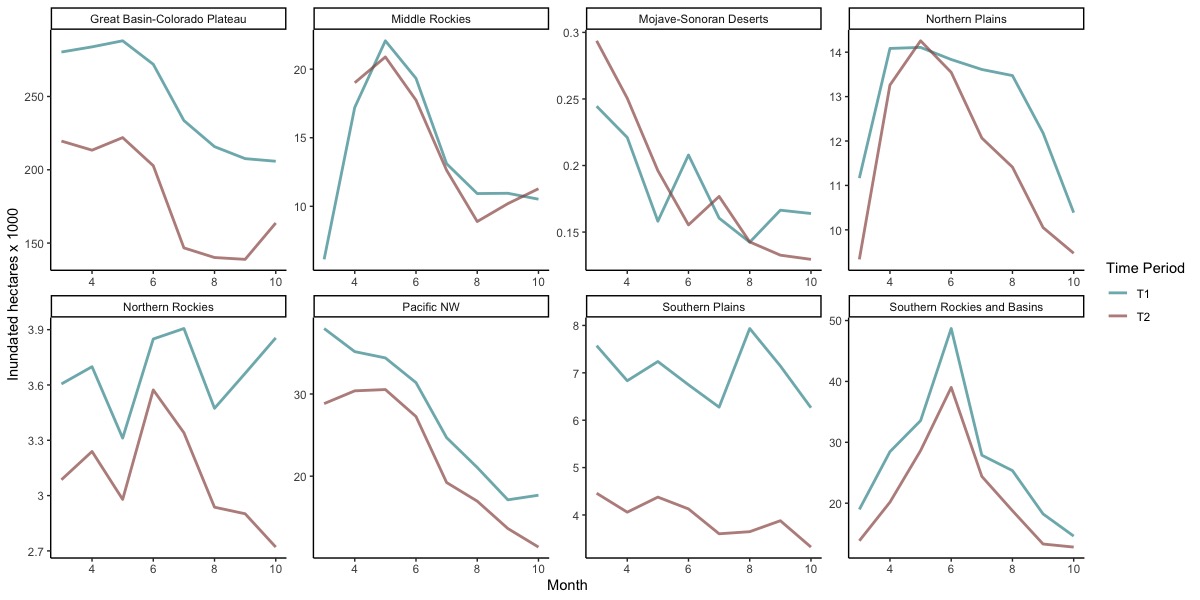 Great Basin-Colorado Plateau
Middle Rockies
Mojave-Sonoran Deserts
Northern Plains
250
200
150
4 6 8 10
20
15
10
4 6 8 10
0.3
0.25
0.2
0.15
4 6 8 10
14
13
12
11
10
4 6 8 10
Northern Rockies
Pacific NW
Southern Plains
Southern Rockies and Basins
3.9
3.6
3.3
3
2.7
4 6 8 10
30
20
4 6 8 10
8
7
6
5
4
4 6 8 10
50
40
30
20
4 6 8 10
Inundated hectares x 1000
Month
Time Period
T1
T2